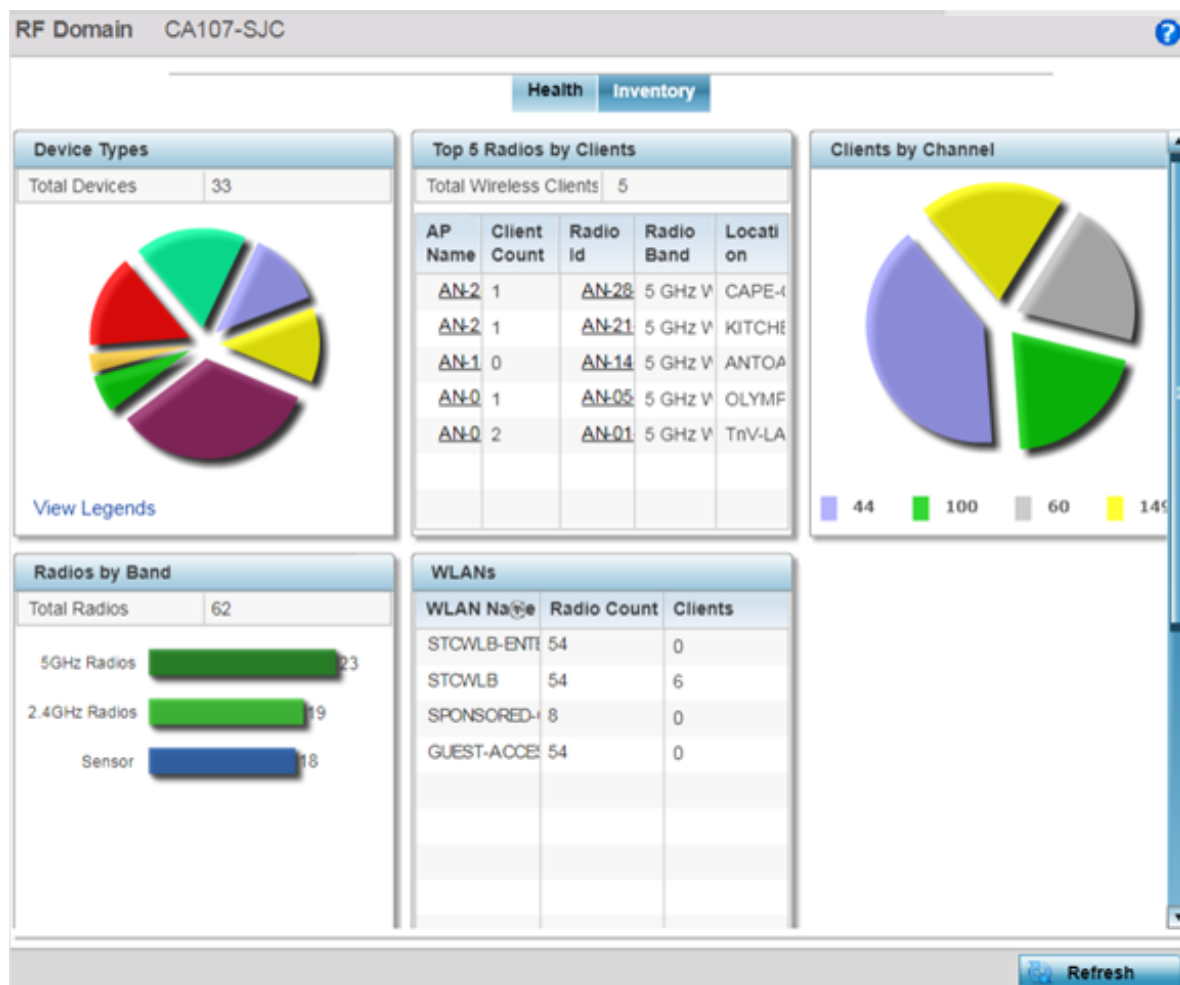 RF Domain CA107-SJC
Health Inventory
Device Types
Total Devices 33
View Legends
Top 5 Radios by Clients
Total Wireless Clients 5
AP Name Client Count Radio Id Radio Band Locati on
AN-2 1 AN-28- 5 GHz W CAPE-
AN-2 1 AN-21- 5 GHz W KITCHE
AN-1 0 AN-14- 5 GHz W ANTOA
AN-0 1 AN-05- 5 GHz W OLYMF
AN-0 2 AN-01- 5 GHz W TnV-LA
Clients by Channel
44 100 60 149
Radios by Band
Total Radios 62
5GHz Radios 23
2.4GHz Radios 19
Sensor 18
WLANs
WLAN Name Radio Count Clients
STCWLB-ENTE 54 0
STCWLB 54 6
SPONSORED- 8 0
GUEST-ACCES 54 0
Refresh